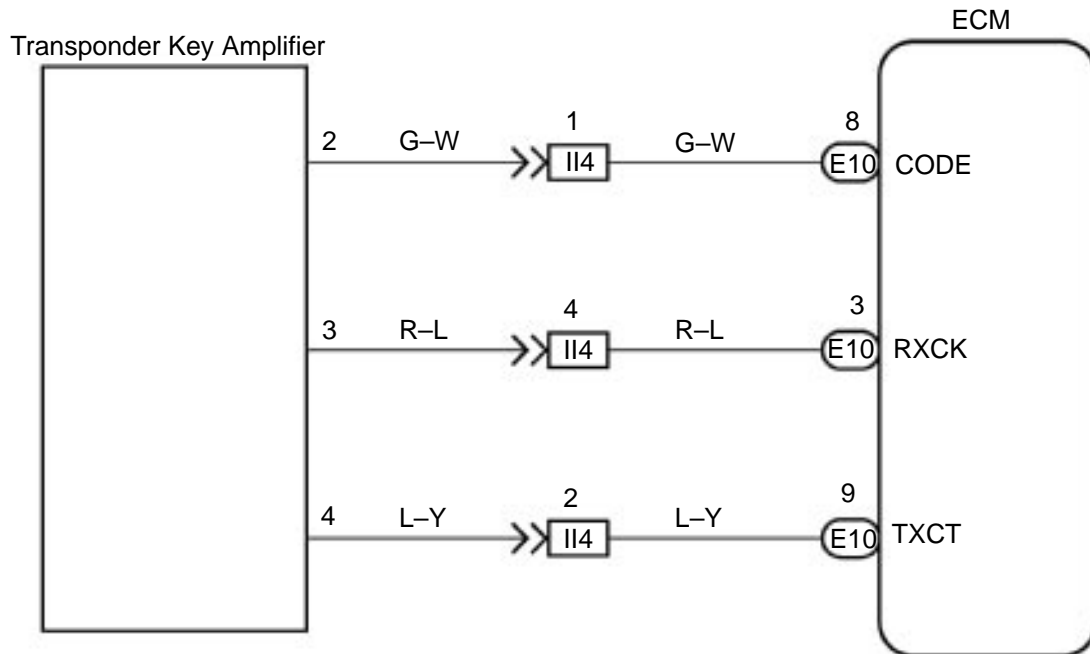 ECM
Transponder Key Amplifier
2 G–W 1 II4 G–W 8 E10 CODE
3 R–L 4 II4 R–L 3 E10 RXCK
4 L–Y 2 II4 L–Y 9 E10 TXCT